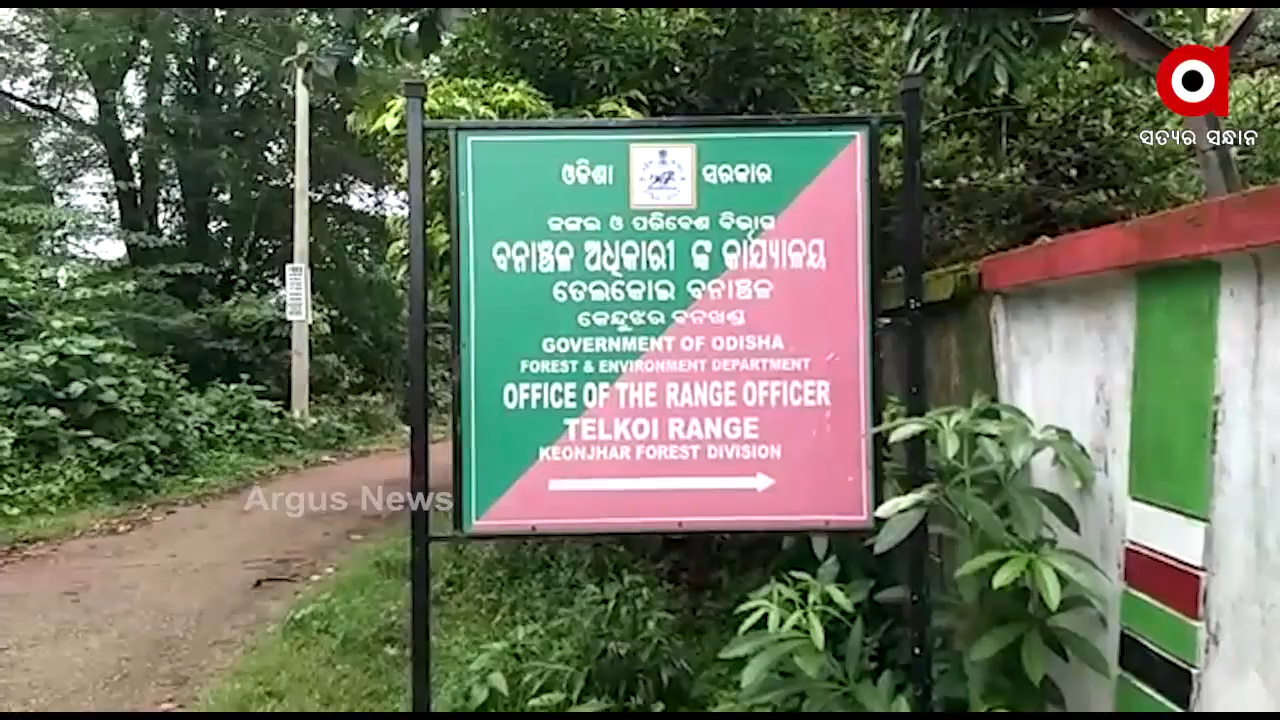 ସତ୍ୟର ସନ୍ଧାନ
ଓଡିଶା ସରକାର
ଜଙ୍ଗଲ ଓ ପରିବେଶ ବିଭାଗ
ବନାଞ୍ଚଳ ଅଧିକାରୀ ଙ୍କ କାର୍ଯ୍ୟାଳୟ
ତେଲକୋଇ ବନାଞ୍ଚଳ
କେନ୍ଦୁଝର ବନଖଣ୍ଡ
GOVERNMENT OF ODISHA
FOREST & ENVIRONMENT DEPARTMENT
OFFICE OF THE RANGE OFFICER
TELKOI RANGE
KEONJHAR FOREST DIVISION
Argus News